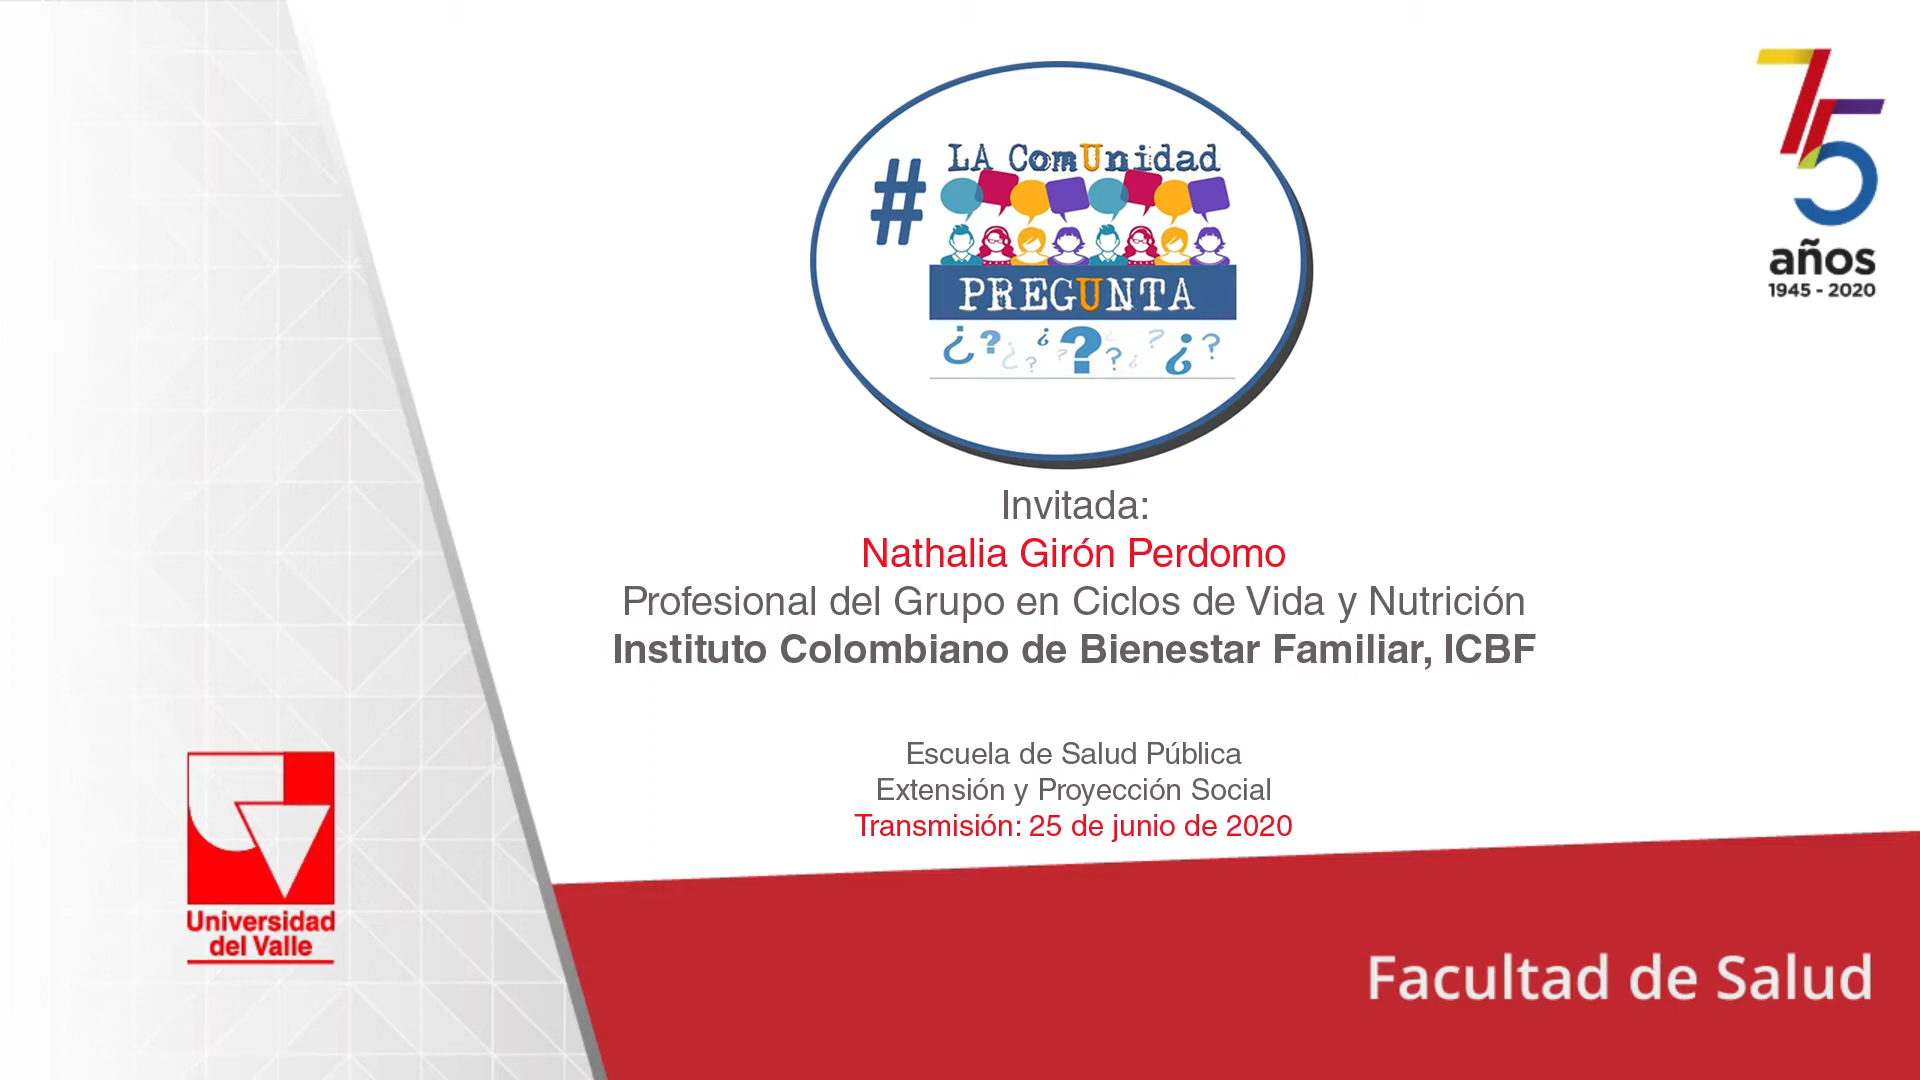 75
años
1945 - 2020
#
LA ComUnidad
PREGUNTA
¿ ? ¿ ? ¿ ? ? ¿ ? ¿ ? ¿ ?
Invitada:
Nathalia Girón Perdomo
Profesional del Grupo en Ciclos de Vida y Nutrición
Instituto Colombiano de Bienestar Familiar, ICBF
Escuela de Salud Pública
Extensión y Proyección Social
Transmisión: 25 de junio de 2020
Universidad
del Valle
Facultad de Salud